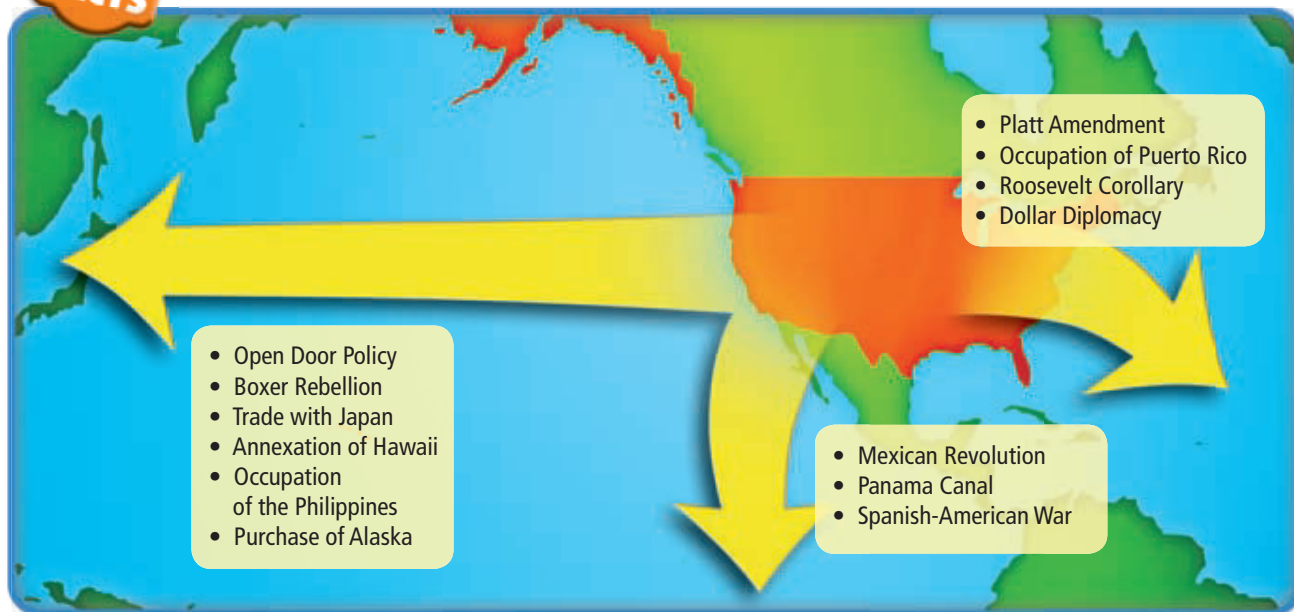 • Platt Amendment
• Occupation of Puerto Rico
• Roosevelt Corollary
• Dollar Diplomacy
• Open Door Policy
• Boxer Rebellion
• Trade with Japan
• Annexation of Hawaii
• Occupation
of the Philippines
• Purchase of Alaska
• Mexican Revolution
• Panama Canal
• Spanish-American War